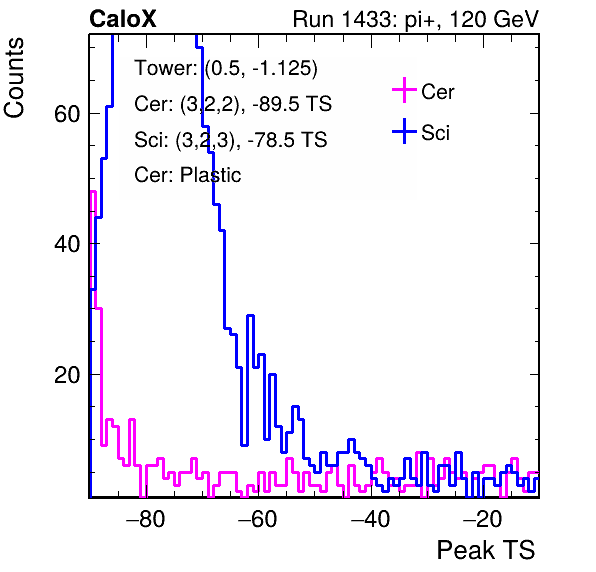 CaloX Run 1433: pi+, 120 GeV
Counts
Tower: (0.5, -1.125)
Cer: (3,2,2), -89.5 TS
Sci: (3,2,3), -78.5 TS
Cer: Plastic
Cer
Sci
60
40
20
−80 −60 −40 −20
Peak TS